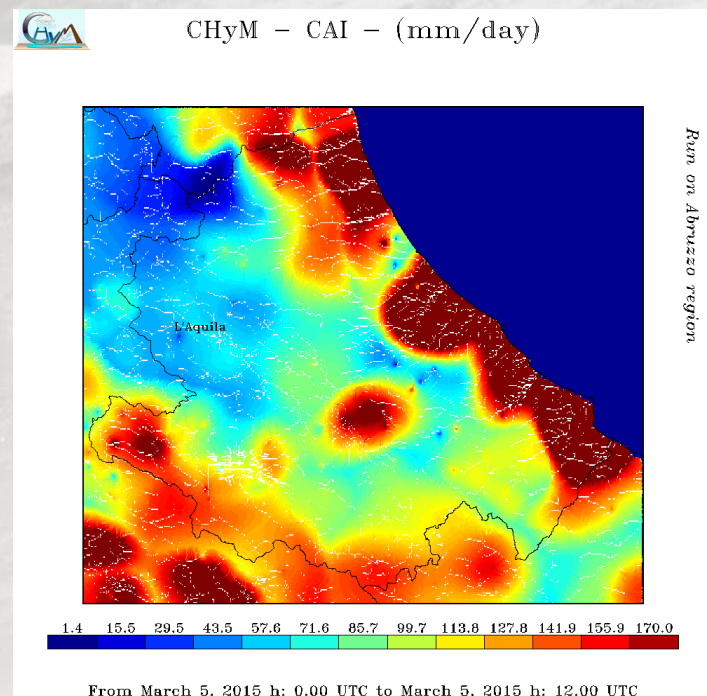 CHyM
CHyM – CAI – (mm/day)
Run on Abruzzo region
L'Aquila
1.4 15.5 29.5 43.5 57.6 71.6 85.7 99.7 113.8 127.8 141.9 155.9 170.0
From March 5, 2015 h: 0.00 UTC to March 5, 2015 h: 12.00 UTC